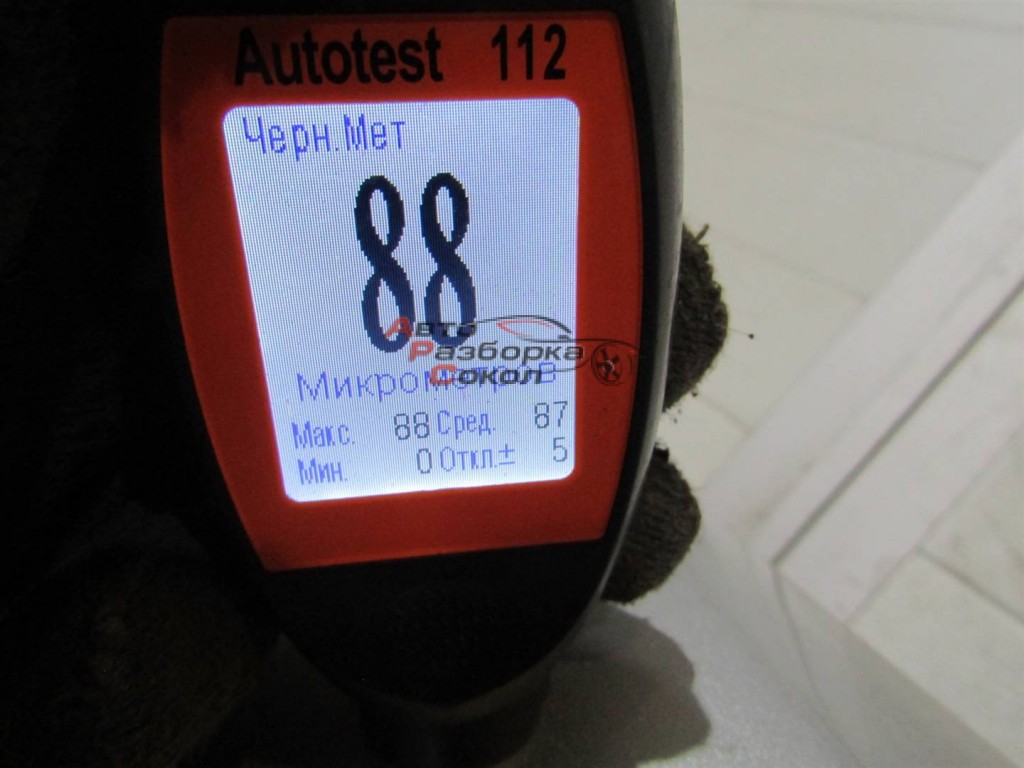 Autotest 112
Черн.Мет
88
Микрометров
Авто
Разборка
Сокол
Макс. 88 Сред. 87
Мин. 0 Откл.± 5